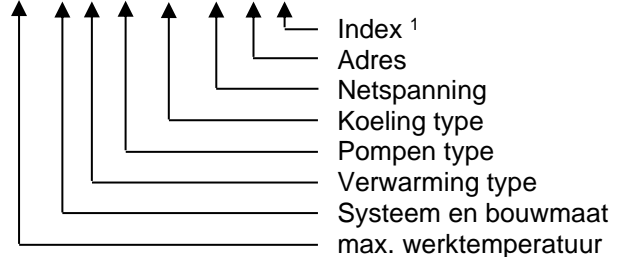 Index ¹
Adres
Netspanning
Koeling type
Pompen type
Verwarming type
Systeem en bouwmaat
max. werktemperatuur